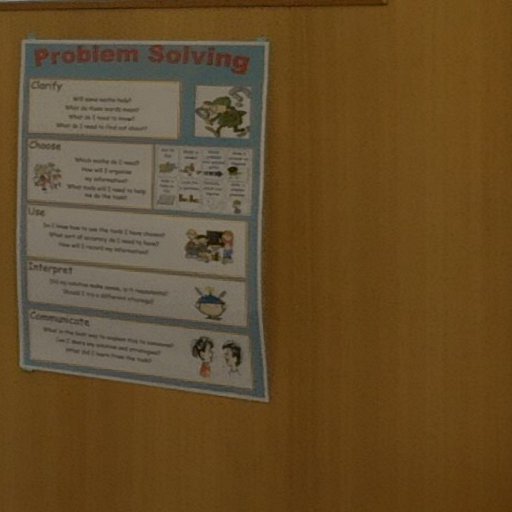 Problem Solving
Clarify
Will some maths help?
What do these words mean?
What do I need to know?
What do I need to find out about?
Choose
Which maths do I need?
How will I organise
my information?
What tools will I need to help
me do the task?
Use
Do I know how to use the tools I have chosen?
What sort of accuracy do I need to have?
How will I record my information?
Interpret
Did my solution make sense, is it reasonable?
Should I try a different strategy?
Communicate
What is the best way to explain this to someone?
Can I share my solution and strategies?
What did I learn from the task?